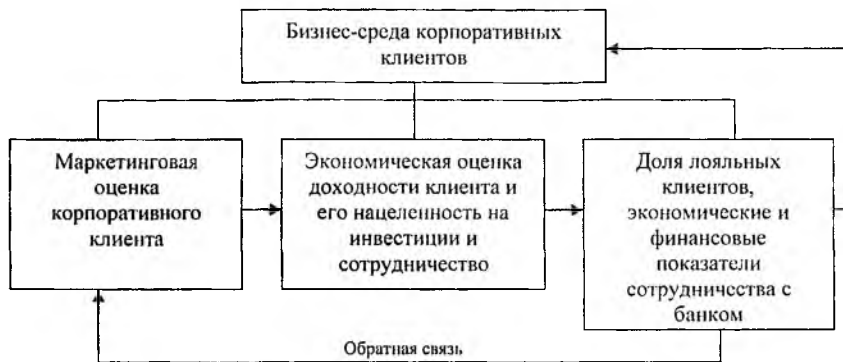 Бизнес-среда корпоративных
клиентов
Маркетинговая
оценка
корпоративного
клиента
Экономическая оценка
доходности клиента и
его нацеленность на
инвестиции и
сотрудничество
Доля лояльных
клиентов,
экономические и
финансовые
показатели
сотрудничества с
банком
Обратная связь